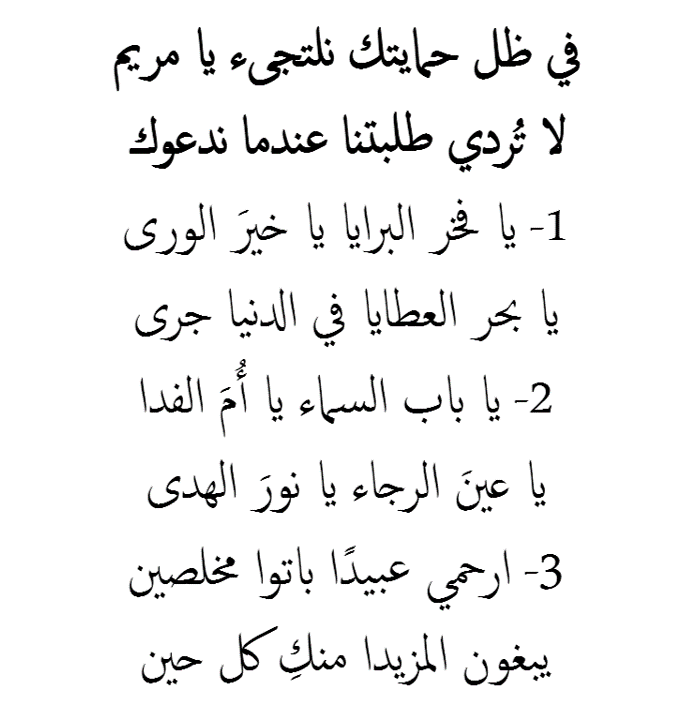 في ظل حمايتك نلتجىء يا مريم
لا تُردي طلبتنا عندما ندعوك
1- يا فخر البرايا يا خيرَ الورى
يا بحر العطايا في الدنيا جرى
2- يا باب السماء يا أُمَ الفدا
يا عينَ الرجاء يا نورَ الهدى
3- ارحمي عبيدًا باتوا مخلصين
يبغون المزيدا منكِ كل حين